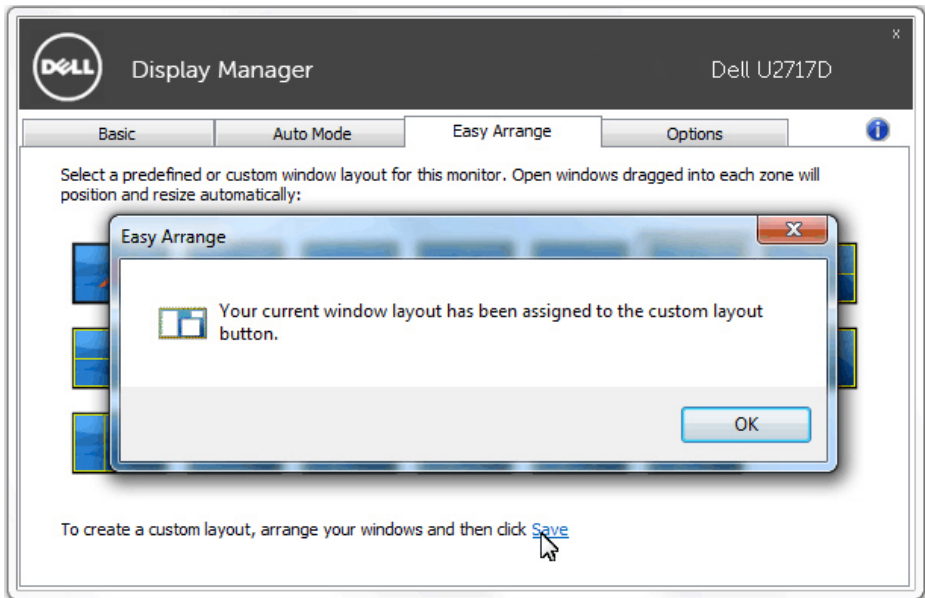 DELL
Display Manager
Dell U2717D
x
Basic
Auto Mode
Easy Arrange
Options
i
Select a predefined or custom window layout for this monitor. Open windows dragged into each zone will
position and resize automatically:
Easy Arrange
x
Your current window layout has been assigned to the custom layout
button.
OK
To create a custom layout, arrange your windows and then click Save